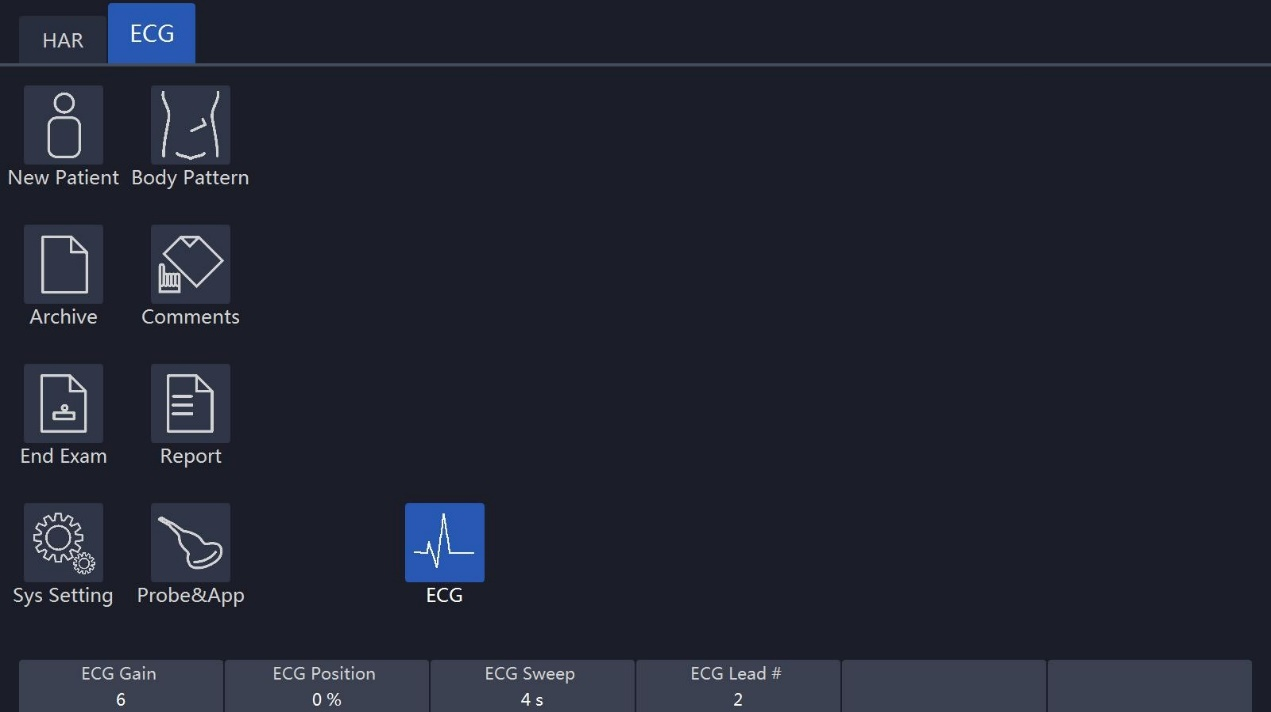 HAR
ECG
New Patient
Body Pattern
Archive
Comments
End Exam
Report
Sys Setting
Probe&App
ECG
ECG Gain
ECG Position
ECG Sweep
ECG Lead #
6
0 %
4 s
2